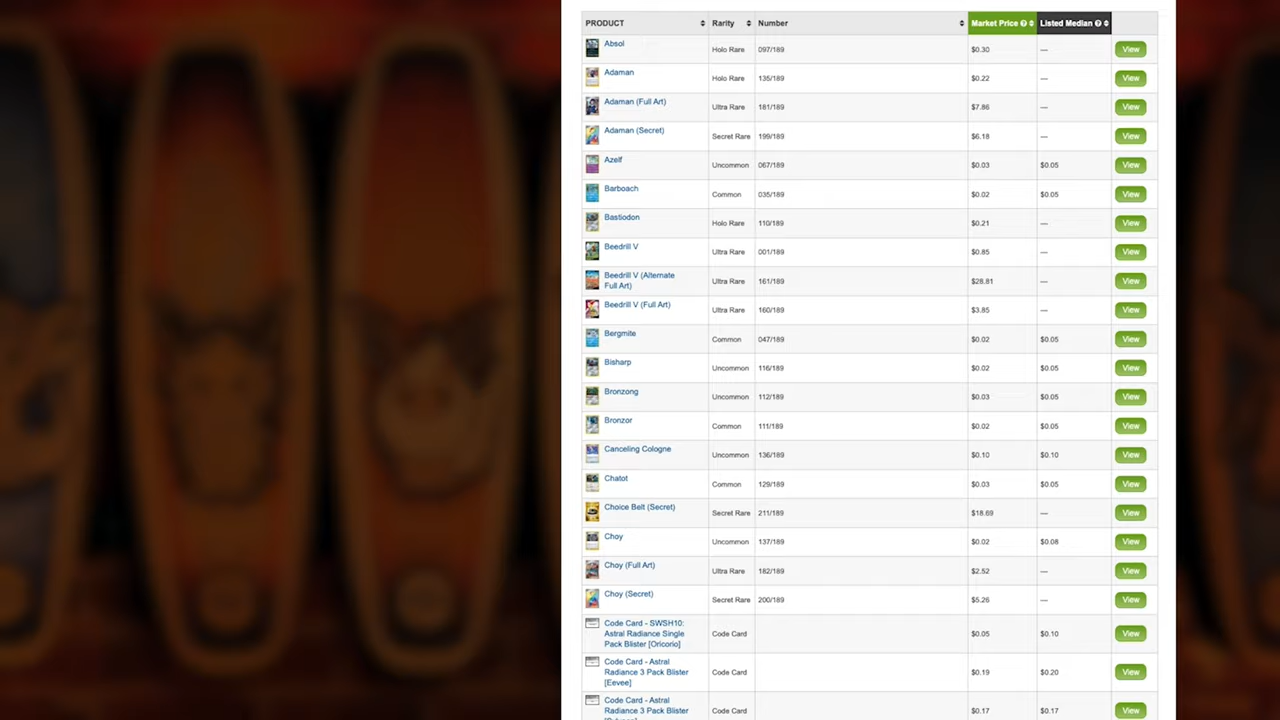 PRODUCT Rarity Number Market Price Listed Median
Absol Holo Rare 097/189 $0.30 — View
Adaman Holo Rare 135/189 $0.22 — View
Adaman (Full Art) Ultra Rare 181/189 $7.86 — View
Adaman (Secret) Secret Rare 199/189 $6.18 — View
Azelf Uncommon 067/189 $0.03 $0.05 View
Barboach Common 035/189 $0.02 $0.05 View
Bastiodon Holo Rare 110/189 $0.21 — View
Beedrill V Ultra Rare 001/189 $0.85 — View
Beedrill V (Alternate
Full Art) Ultra Rare 161/189 $28.81 — View
Beedrill V (Full Art) Ultra Rare 160/189 $3.85 — View
Bergmite Common 047/189 $0.02 $0.05 View
Bisharp Uncommon 116/189 $0.02 $0.05 View
Bronzong Uncommon 112/189 $0.03 $0.05 View
Bronzor Common 111/189 $0.02 $0.05 View
Canceling Cologne Uncommon 136/189 $0.10 $0.10 View
Chatot Common 129/189 $0.03 $0.05 View
Choice Belt (Secret) Secret Rare 211/189 $18.69 — View
Choy Uncommon 137/189 $0.02 $0.08 View
Choy (Full Art) Ultra Rare 182/189 $2.52 — View
Choy (Secret) Secret Rare 200/189 $5.26 — View
Code Card - SWSH10:
Astral Radiance Single
Pack Blister [Oricorio] Code Card $0.05 $0.10 View
Code Card - Astral
Radiance 3 Pack Blister
[Eevee] Code Card $0.19 $0.20 View
Code Card - Astral
Radiance 3 Pack Blister Code Card $0.17 $0.17 View